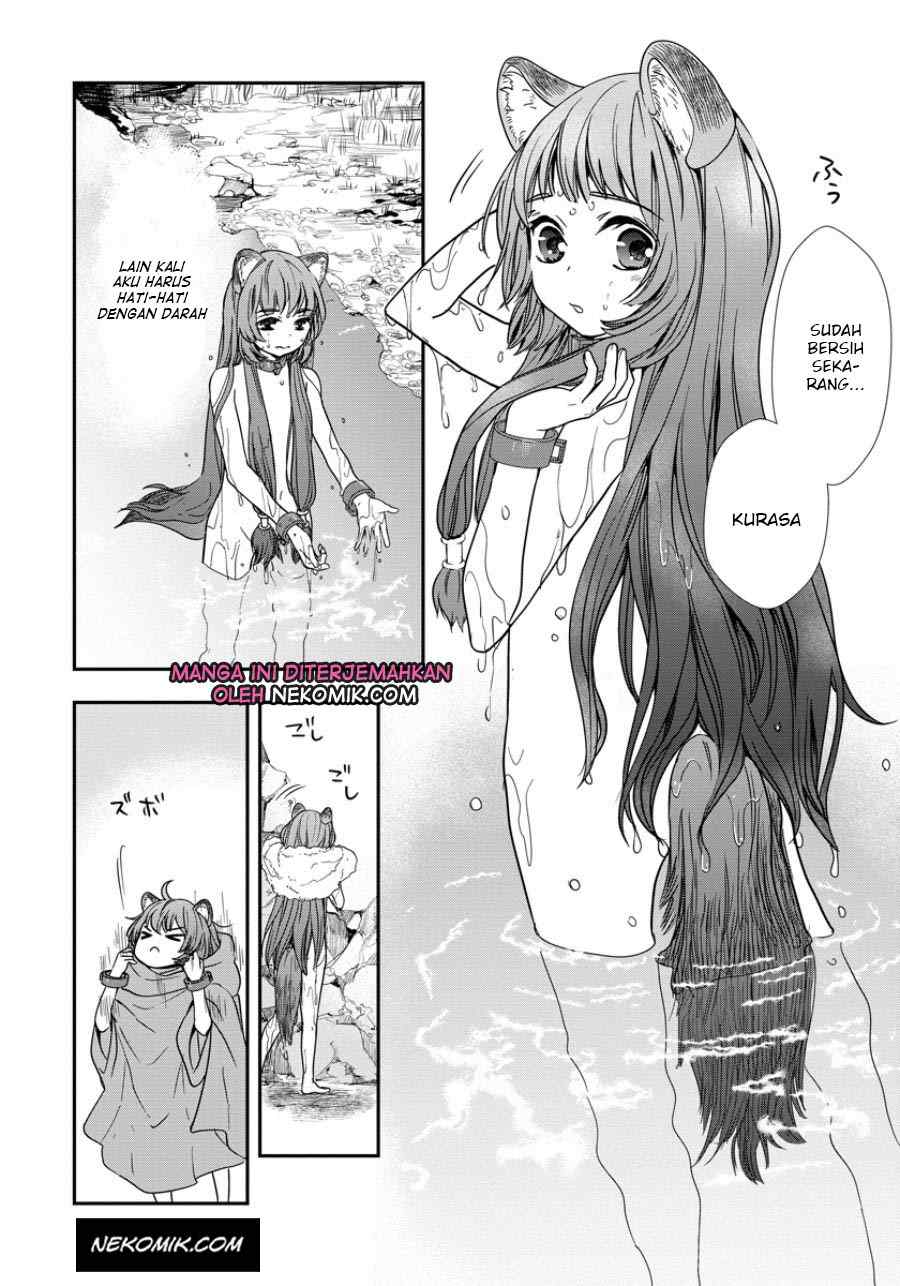 ふぅ
SUDAH
BERSIH
SEKA-
RANG...
KURASA
LAIN KALI
AKU HARUS
HATI-HATI
DENGAN DARAH
MANGA INI DITERJEMAHKAN
OLEH NEKOMIK.COM
ごし
ごし
ズボ
NEKOMIK.COM